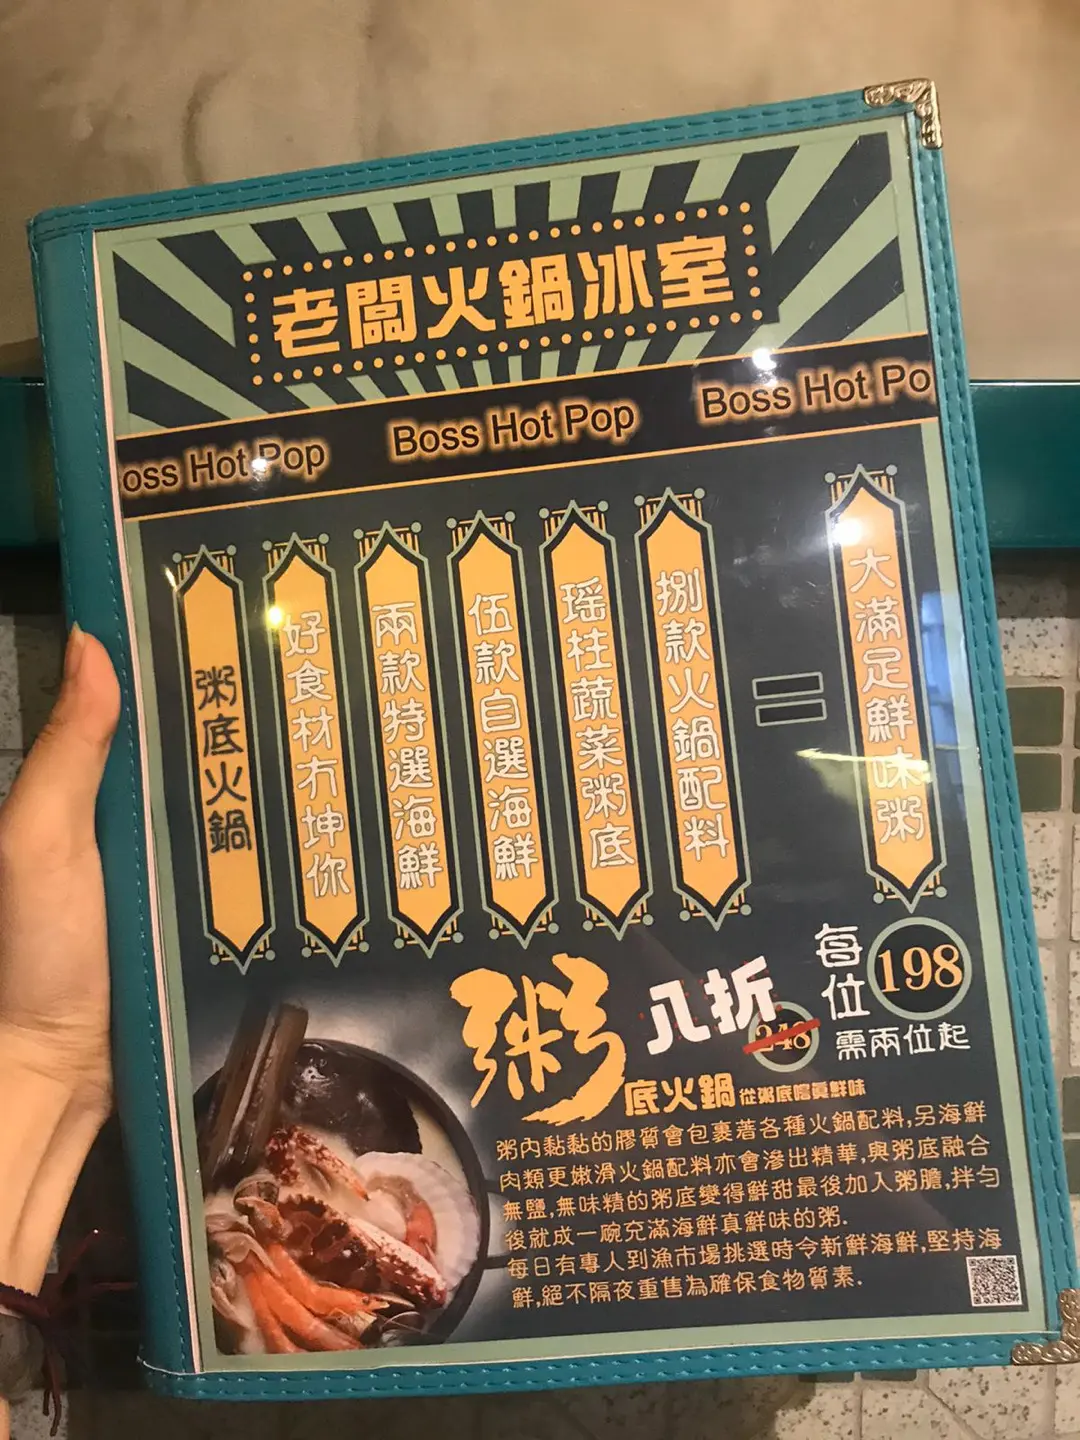 老闆火鍋冰室
oss Hot Pop
Boss Hot Pop
Boss Hot Po
粥底火鍋
好食材冇坤你
兩款特選海鮮
伍款自選海鮮
瑶柱蔬菜粥底
捌款火鍋配料
=
大滿足鮮味粥
粥
八折
248
每位
198
需兩位起
底火鍋 從粥底嚐真鮮味
粥內黏黏的膠質會包裹著各種火鍋配料,另海鮮
肉類更嫩滑火鍋配料亦會滲出精華,與粥底融合
無鹽,無味精的粥底變得鮮甜最後加入粥膽,拌勻
後就成一碗充滿海鮮真鮮味的粥.
每日有專人到漁市場挑選時令新鮮海鮮,堅持海
鮮,絕不隔夜重售為確保食物質素.